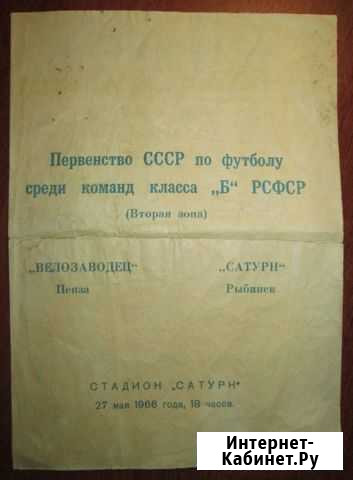 Первенство СССР по футболу
среди команд класса „Б“ РСФСР
(Вторая зона)
„ВЕЛОЗАВОДЕЦ“ „САТУРН“
Пенза Рыбинск
СТАДИОН „САТУРН“
27 мая 1966 года, 18 часов.
Интернет-
Кабинет.Ру